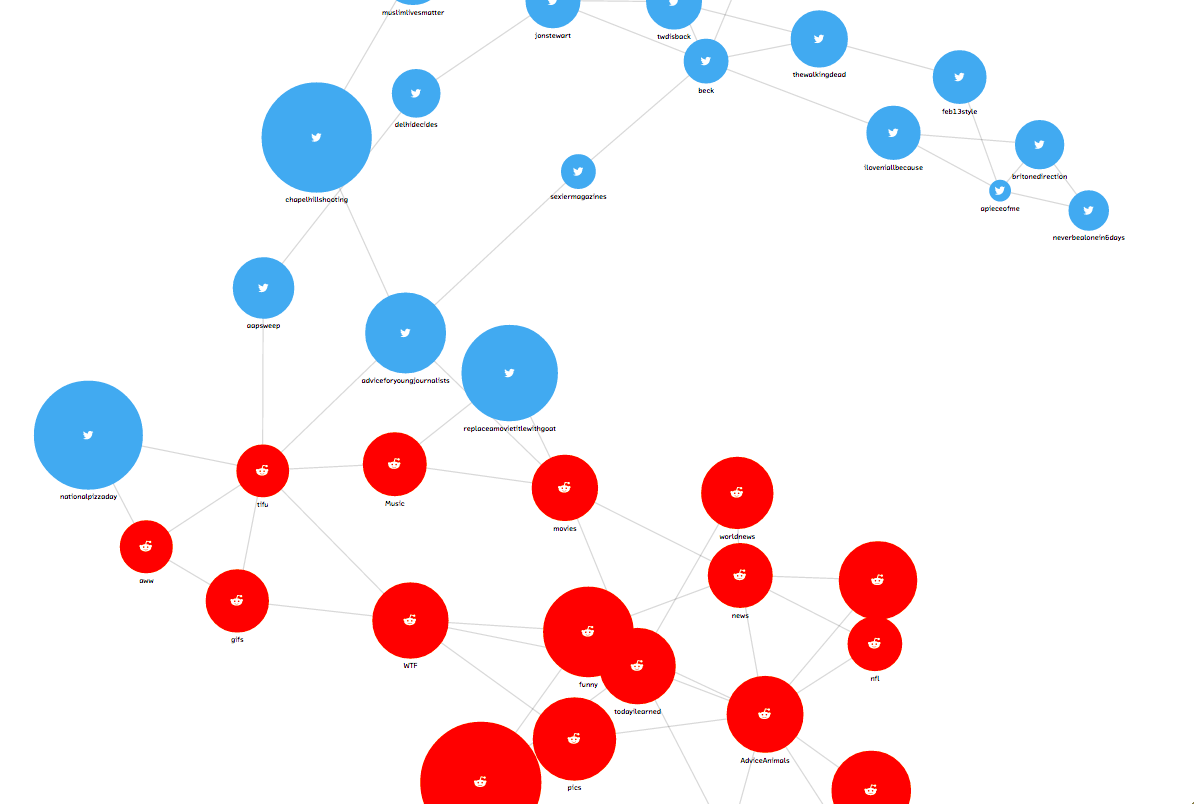 muslimlivesmatter
jonstewart
twdisback
thewalkingdead
beck
feb13style
delhidecides
iloveniallbecause
britonedirection
chapelhillshooting
sexiermagazines
apieceofme
neverbealonein6days
aapsweep
adviceforyoungjournalists
replaceamovietitlewithgoat
nationalpizzaday
tifu
Music
movies
worldnews
aww
news
gifs
WTF
funny
nfl
todayilearned
AdviceAnimals
pics